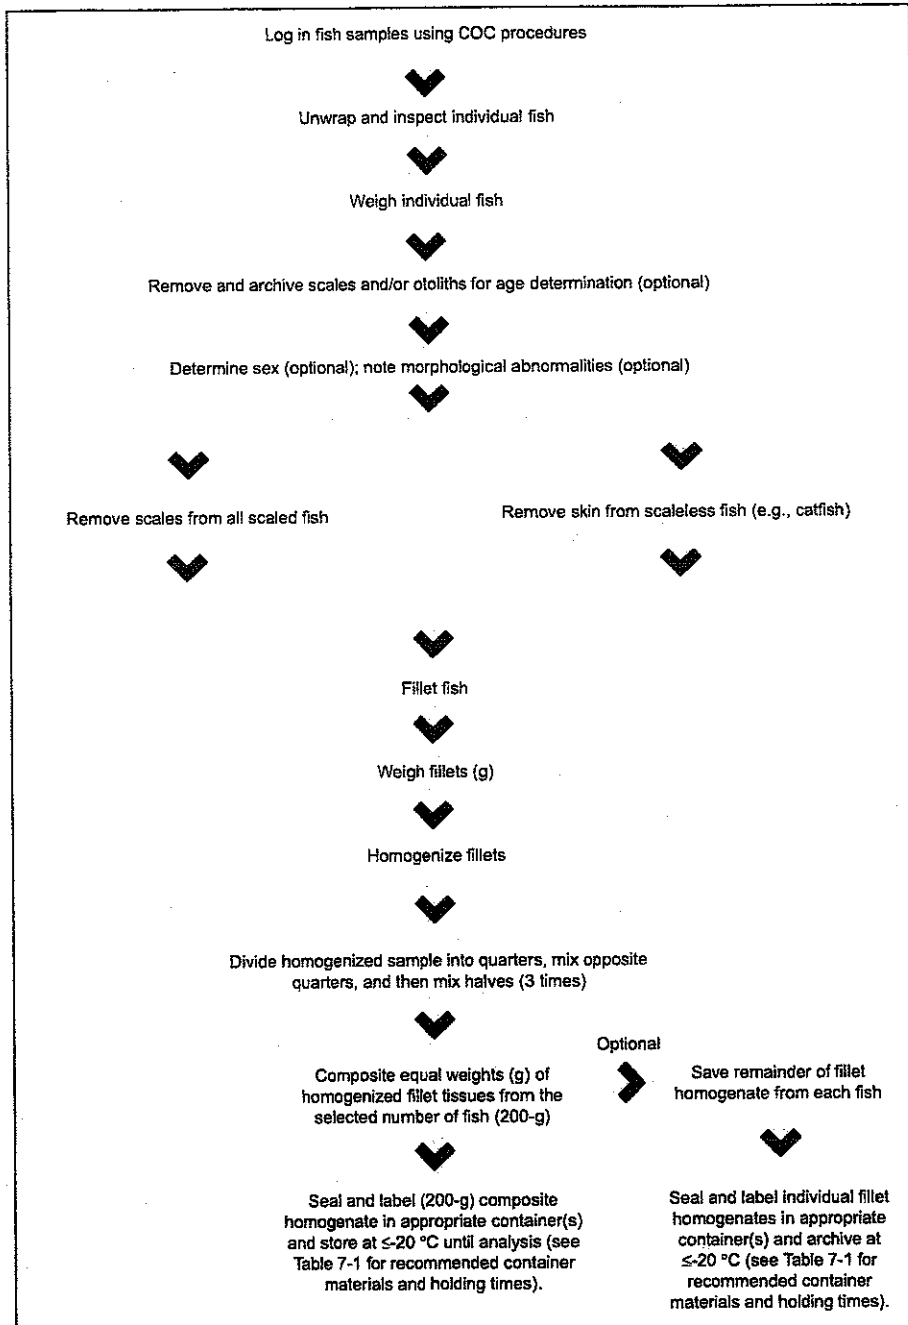 Log in fish samples using COC procedures
Unwrap and inspect individual fish
Weigh individual fish
Remove and archive scales and/or otoliths for age determination (optional)
Determine sex (optional); note morphological abnormalities (optional)
Remove scales from all scaled fish
Remove skin from scaleless fish (e.g., catfish)
Fillet fish
Weigh fillets (g)
Homogenize fillets
Divide homogenized sample into quarters, mix opposite
quarters, and then mix halves (3 times)
Composite equal weights (g) of
homogenized fillet tissues from the
selected number of fish (200-g)
Optional
Save remainder of fillet
homogenate from each fish
Seal and label (200-g) composite
homogenate in appropriate container(s)
and store at ≤-20 °C until analysis (see
Table 7-1 for recommended container
materials and holding times).
Seal and label individual fillet
homogenates in appropriate
container(s) and archive at
≤-20 °C (see Table 7-1 for
recommended container
materials and holding times).